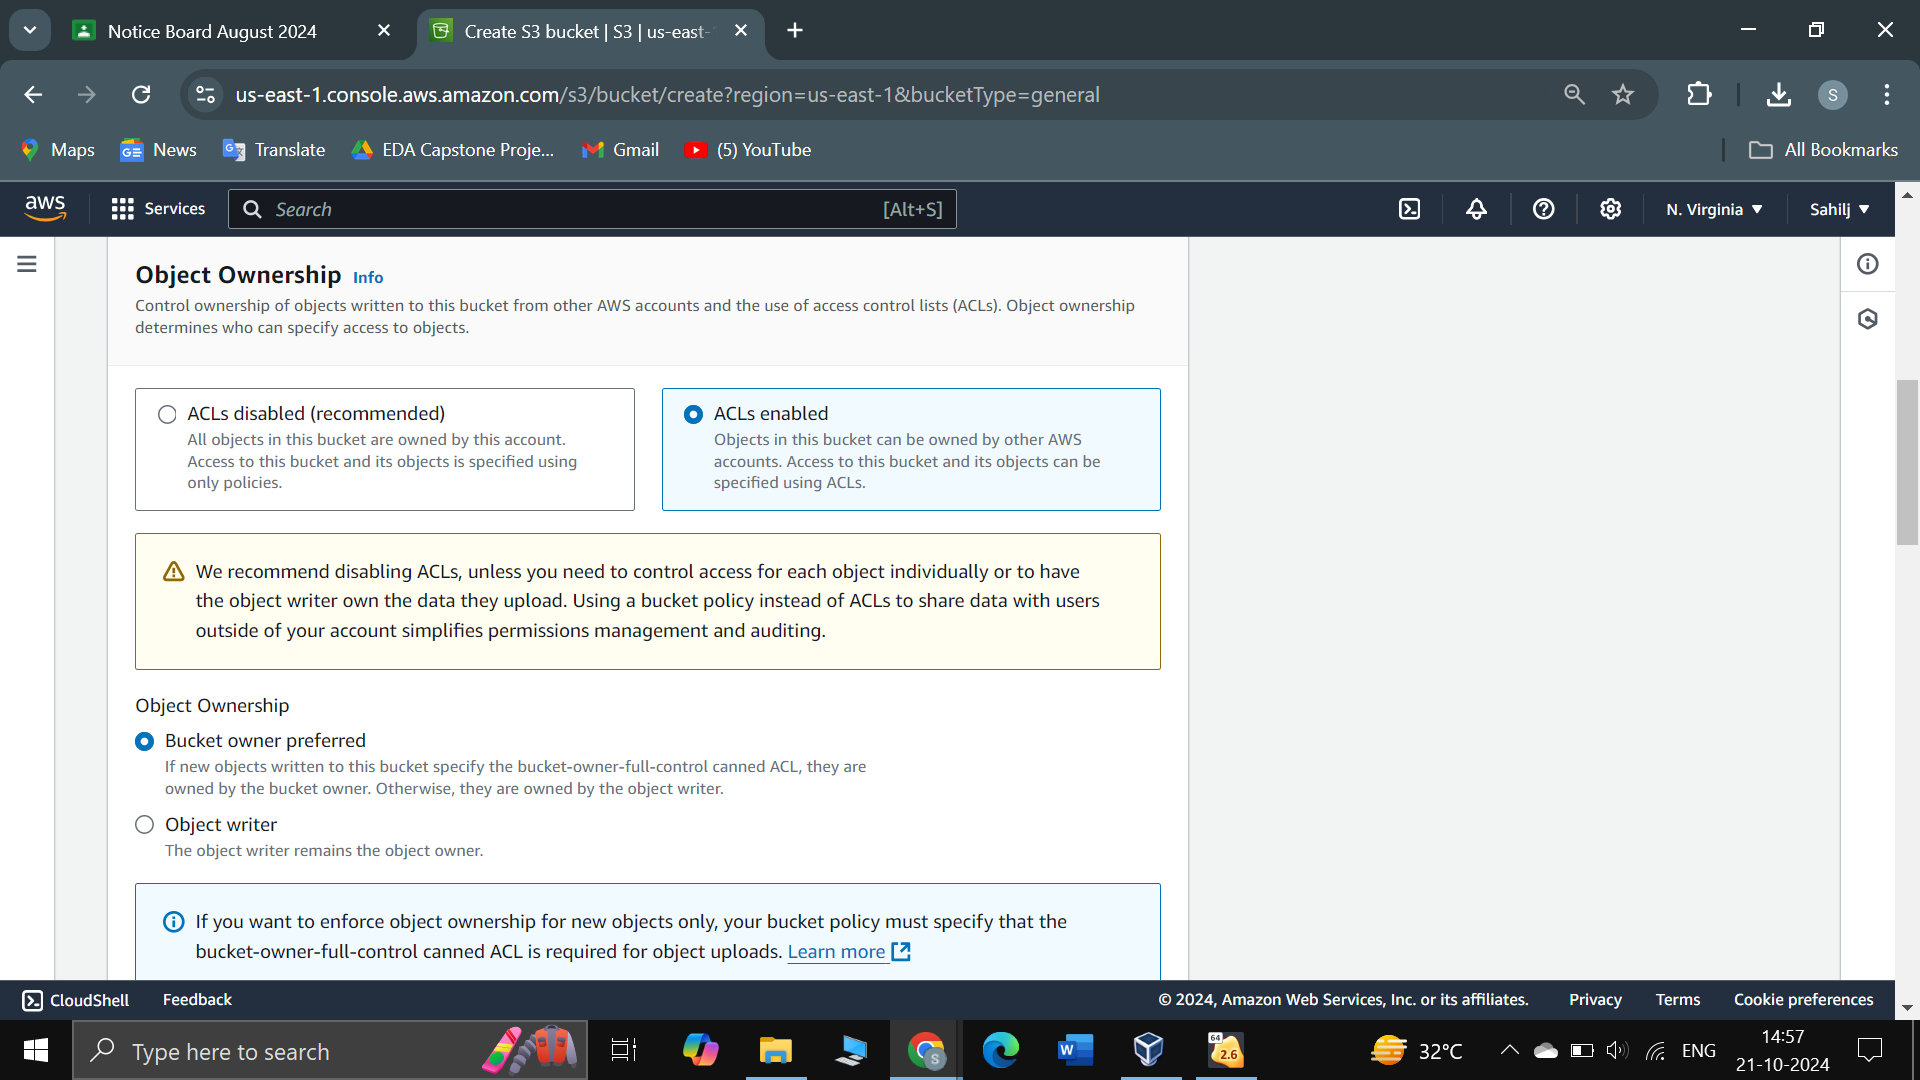 Notice Board August 2024
Create S3 bucket | S3 | us-east-
us-east-1.console.aws.amazon.com/s3/bucket/create?region=us-east-1&bucketType=general
S
Maps
News
Translate
EDA Capstone Proje...
Gmail
(5) YouTube
All Bookmarks
aws
Services
Search
[Alt+S]
N. Virginia
Sahilj
Object Ownership Info
Control ownership of objects written to this bucket from other AWS accounts and the use of access control lists (ACLs). Object ownership
determines who can specify access to objects.
ACLs disabled (recommended)
All objects in this bucket are owned by this account.
Access to this bucket and its objects is specified using
only policies.
ACLs enabled
Objects in this bucket can be owned by other AWS
accounts. Access to this bucket and its objects can be
specified using ACLs.
We recommend disabling ACLs, unless you need to control access for each object individually or to have
the object writer own the data they upload. Using a bucket policy instead of ACLs to share data with users
outside of your account simplifies permissions management and auditing.
Object Ownership
Bucket owner preferred
If new objects written to this bucket specify the bucket-owner-full-control canned ACL, they are
owned by the bucket owner. Otherwise, they are owned by the object writer.
Object writer
The object writer remains the object owner.
If you want to enforce object ownership for new objects only, your bucket policy must specify that the
bucket-owner-full-control canned ACL is required for object uploads. Learn more
CloudShell
Feedback
© 2024, Amazon Web Services, Inc. or its affiliates.
Privacy
Terms
Cookie preferences
Type here to search
S
W
64
2.6
32°C
ENG
14:57
21-10-2024